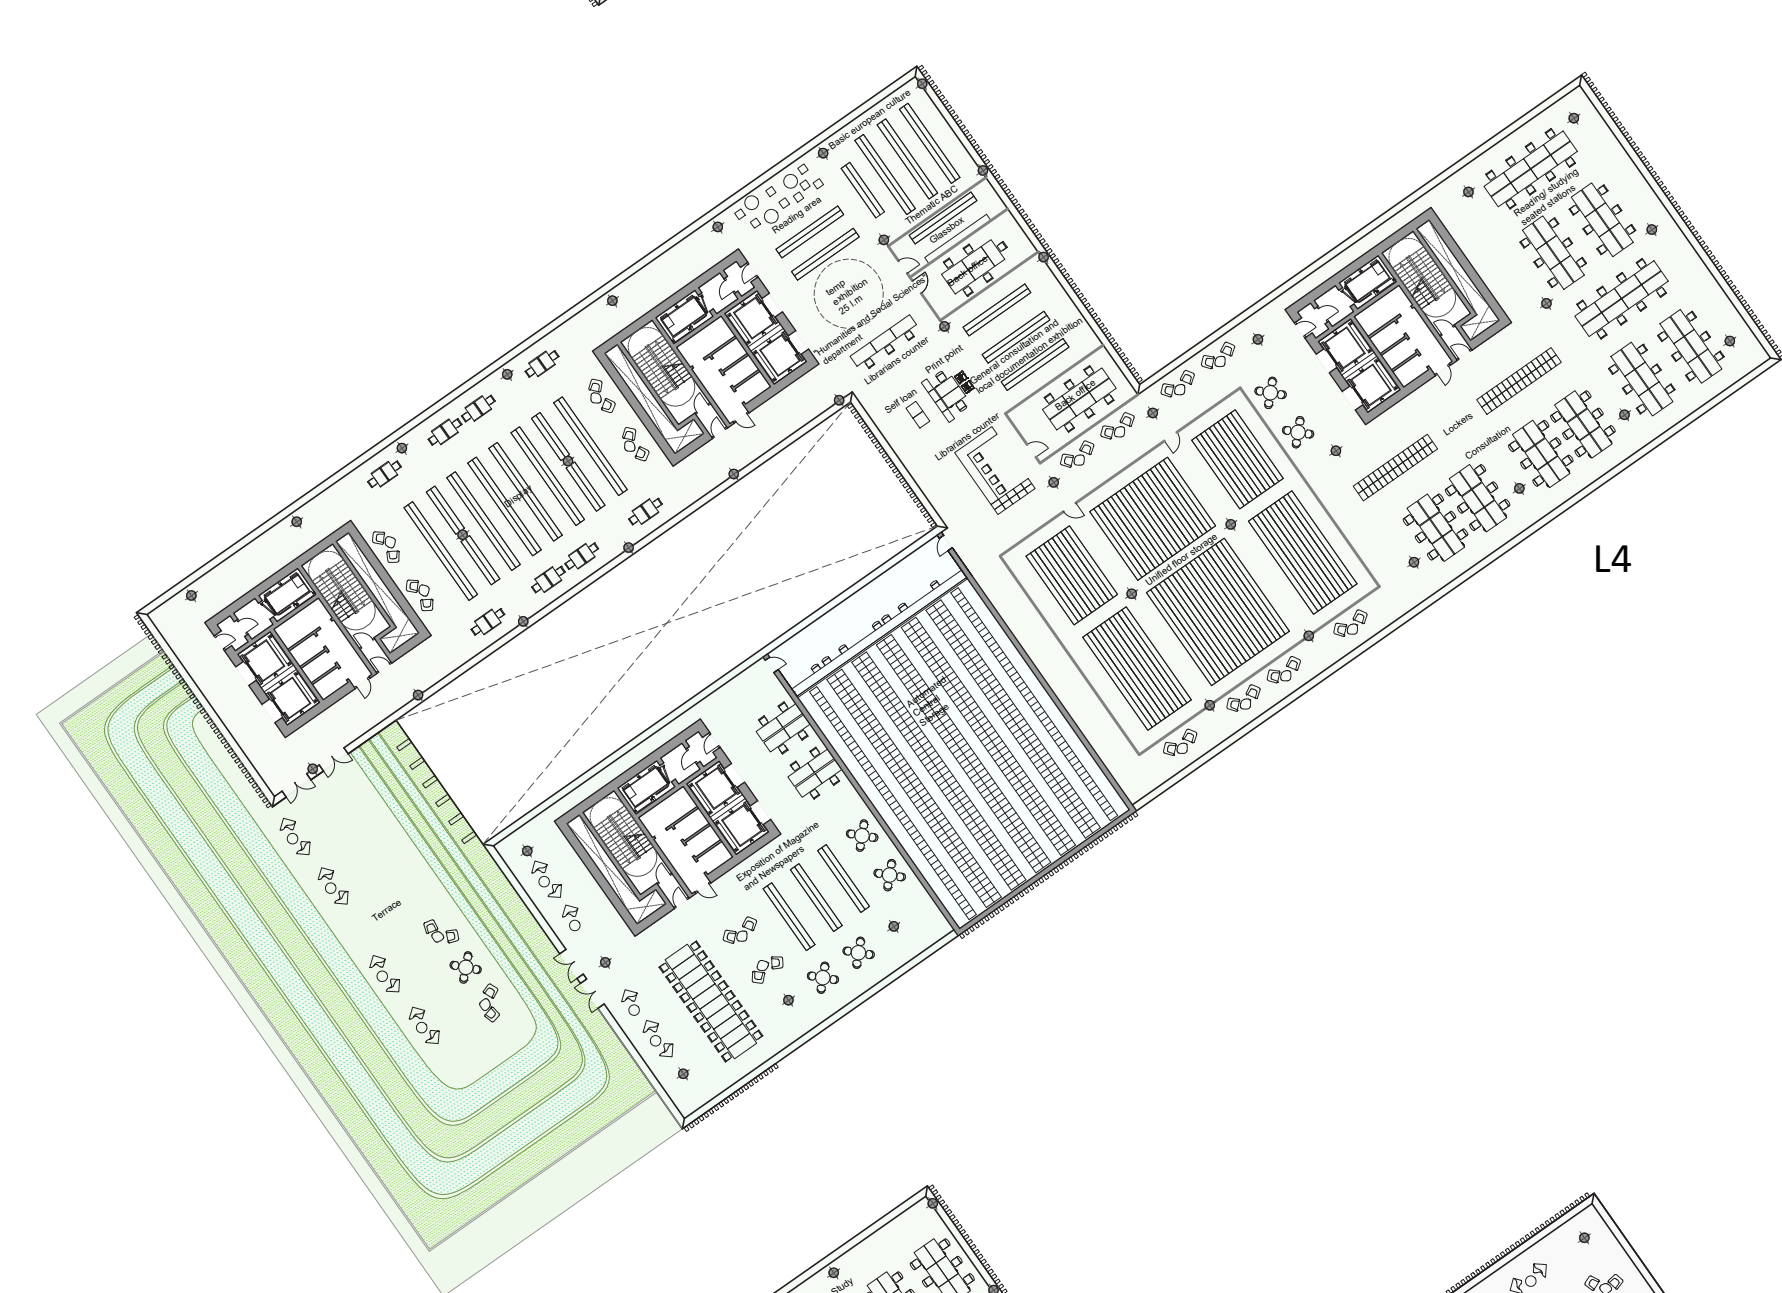 Basic european culture
Reading area
Thematic ABC
Glassbox
Back office
temp
exhibition
25 l.m
Humanities and Social Sciences
department
Librarians counter
Print point
General consultation and
local documentation exhibition
Self loan
Back office
Librarians counter
Reading/ studying
seated stations
Lockers
Consultation
Display
Unified floor storage
L4
Automated
Central
Storage
Exposition of Magazine
and Newspapers
Terrace
Study